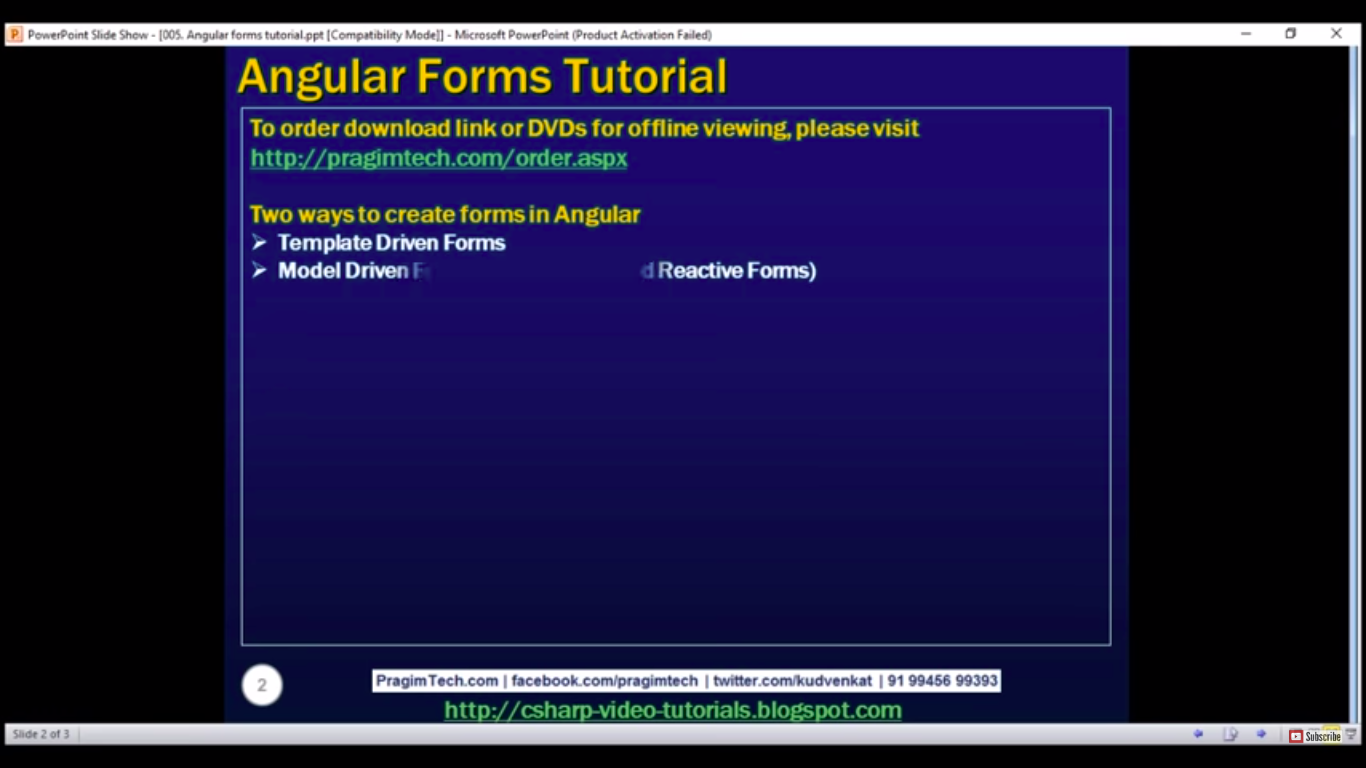 PowerPoint Slide Show - [005. Angular forms tutorial.ppt [Compatibility Mode]] - Microsoft PowerPoint (Product Activation Failed)
Angular Forms Tutorial
To order download link or DVDs for offline viewing, please visit
http://pragimtech.com/order.aspx
Two ways to create forms in Angular
Template Driven Forms
Model Driven Reactive Forms)
2
PragimTech.com | facebook.com/pragimtech | twitter.com/kudvenkat | 91 99456 99393
http://csharp-video-tutorials.blogspot.com
Slide 2 of 3
Subscribe